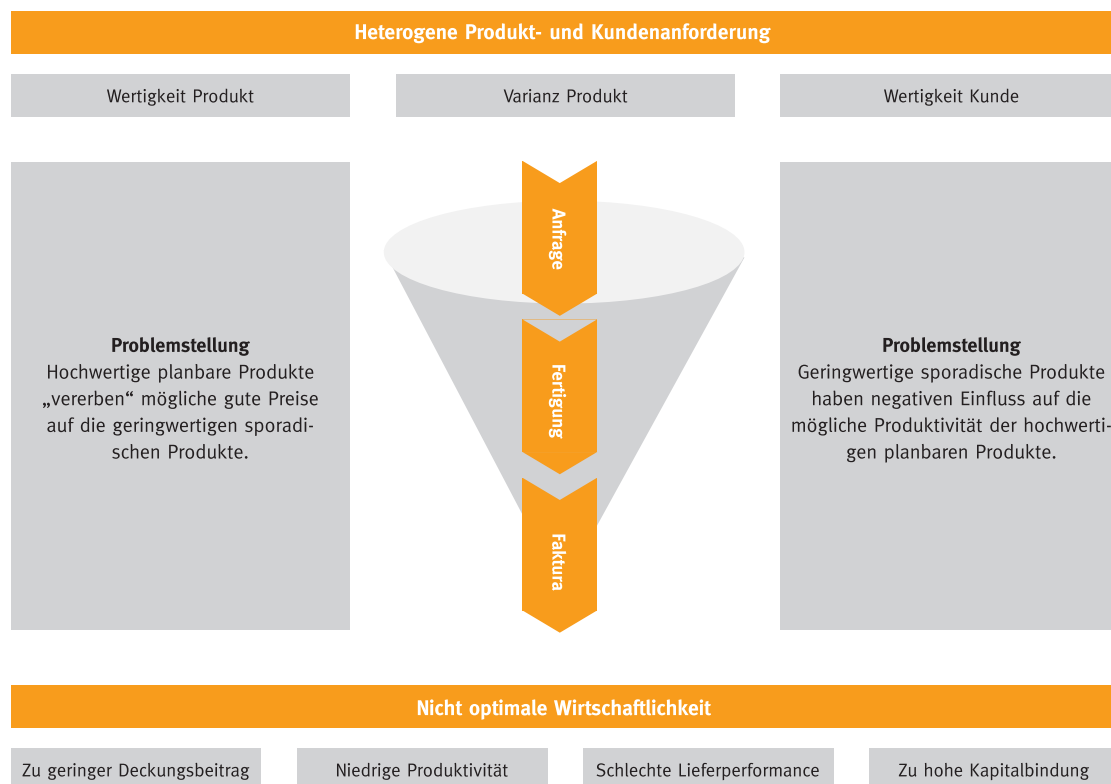 Heterogene Produkt- und Kundenanforderung
Wertigkeit Produkt
Varianz Produkt
Wertigkeit Kunde
Problemstellung
Hochwertige planbare Produkte
„vererben“ mögliche gute Preise
auf die geringwertigen sporadi-
schen Produkte.
Anfrage
Fertigung
Faktura
Problemstellung
Geringwertige sporadische Produkte
haben negativen Einfluss auf die
mögliche Produktivität der hochwerti-
gen planbaren Produkte.
Nicht optimale Wirtschaftlichkeit
Zu geringer Deckungsbeitrag
Niedrige Produktivität
Schlechte Lieferperformance
Zu hohe Kapitalbindung